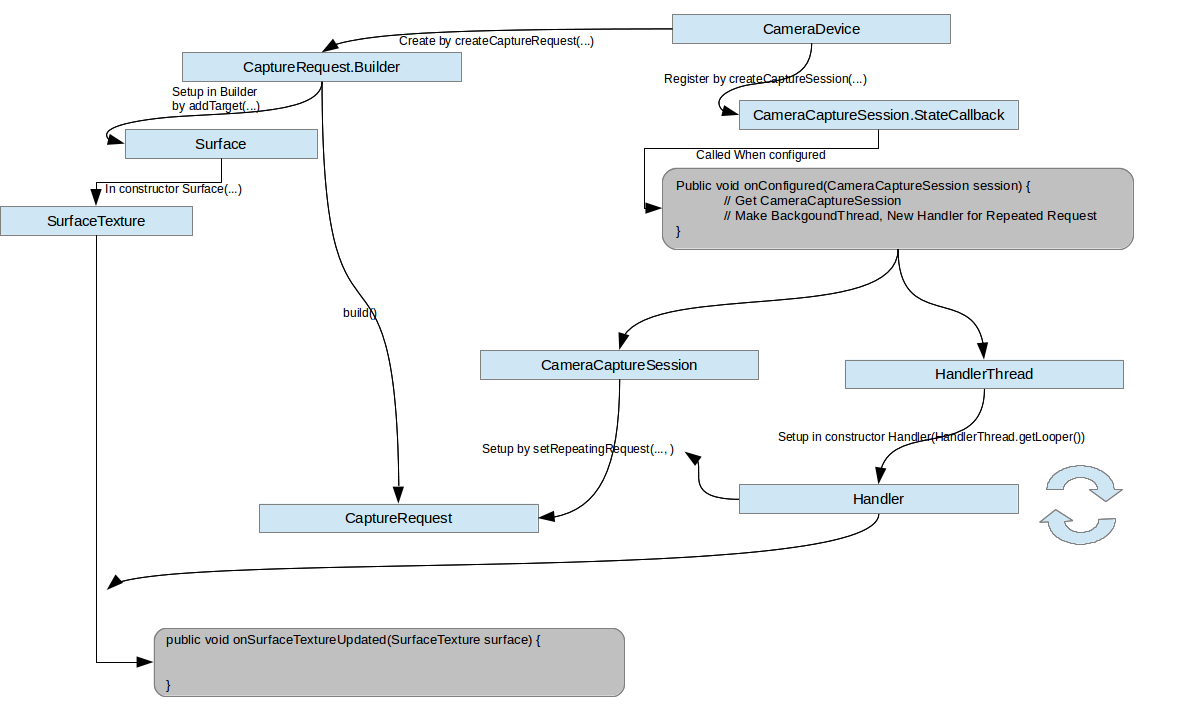 CameraDevice
Create by createCaptureRequest(...)
CaptureRequest.Builder
Register by createCaptureSession(...)
Setup in Builder
by addTarget(...)
CameraCaptureSession.StateCallback
Surface
Called When configured
In constructor Surface(...)
Public void onConfigured(CameraCaptureSession session) {
// Get CameraCaptureSession
// Make BackgoundThread, New Handler for Repeated Request
}
SurfaceTexture
build()
CameraCaptureSession
HandlerThread
Setup in constructor Handler(HandlerThread.getLooper())
Setup by setRepeatingRequest(..., )
Handler
CaptureRequest
public void onSurfaceTextureUpdated(SurfaceTexture surface) {
}